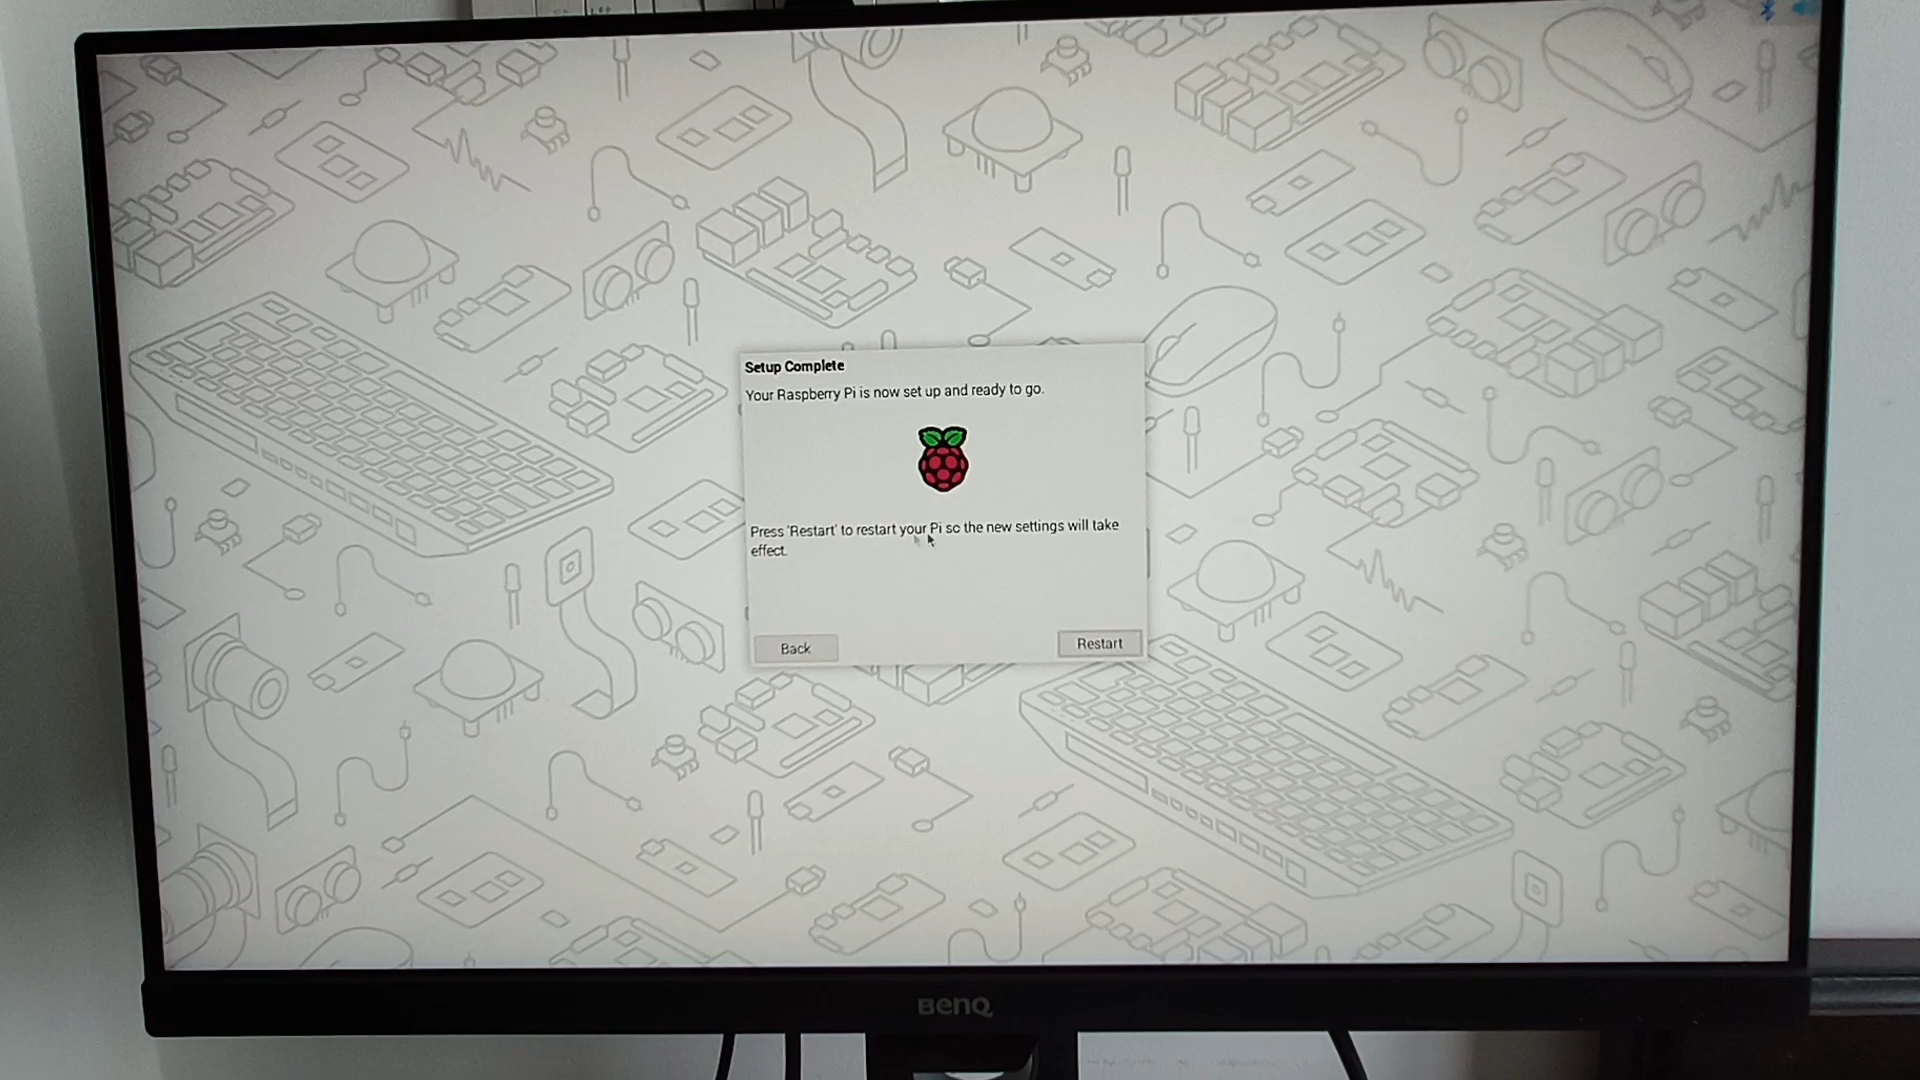 Setup Complete
Your Raspberry Pi is now set up and ready to go.
Press 'Restart' to restart your Pi so the new settings will take
effect.
Back
Restart
BenQ